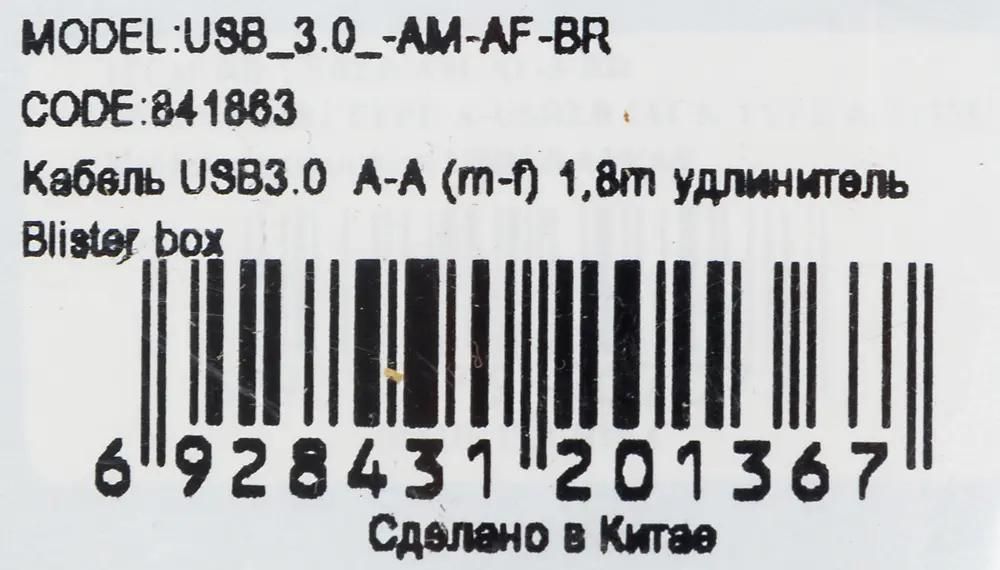 MODEL:USB_3.0_-AM-AF-BR
CODE:841863
Кабель USB3.0 A-A (m-f) 1,8m удлинитель
Blister box
6 928431 201367
Сделано в Китае